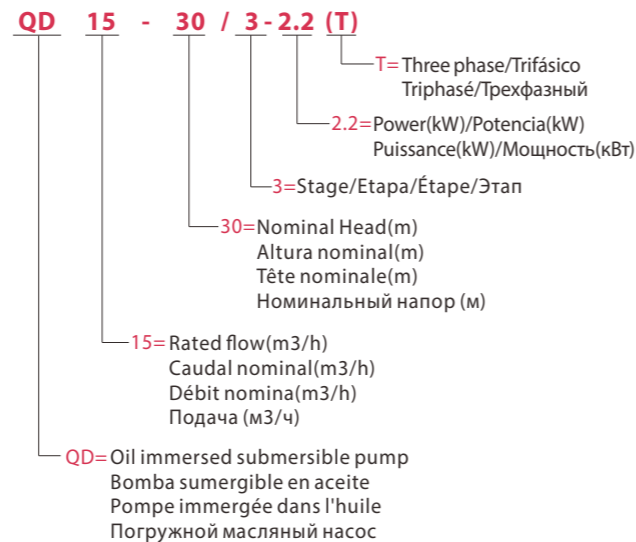 QD 15 - 30 / 3 - 2.2 (T)
T= Three phase/Trifásico
Triphasé/Трехфазный
2.2=Power(kW)/Potencia(kW)
Puissance(kW)/Мощность(кВт)
3=Stage/Etapa/Étape/Этап
30=Nominal Head(m)
Altura nominal(m)
Tête nominale(m)
Номинальный напор (м)
15= Rated flow(m3/h)
Caudal nominal(m3/h)
Débit nomina(m3/h)
Подача (м3/ч)
QD= Oil immersed submersible pump
Bomba sumergible en aceite
Pompe immergée dans l'huile
Погружной масляный насос